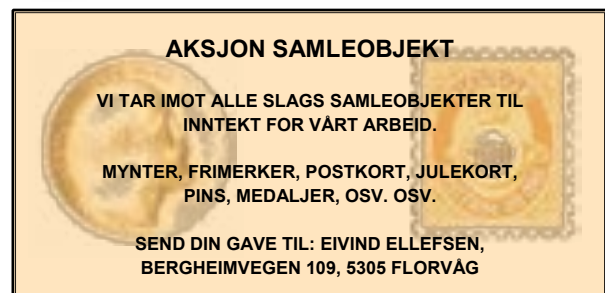 AKSJON SAMLEOBJEKT
VI TAR IMOT ALLE SLAGS SAMLEOBJEKTER TIL
INNTEKT FOR VÅRT ARBEID.
MYNTER, FRIMERKER, POSTKORT, JULEKORT,
PINS, MEDALJER, OSV. OSV.
SEND DIN GAVE TIL: EIVIND ELLEFSEN,
BERGHEIMVEGEN 109, 5305 FLORVÅG